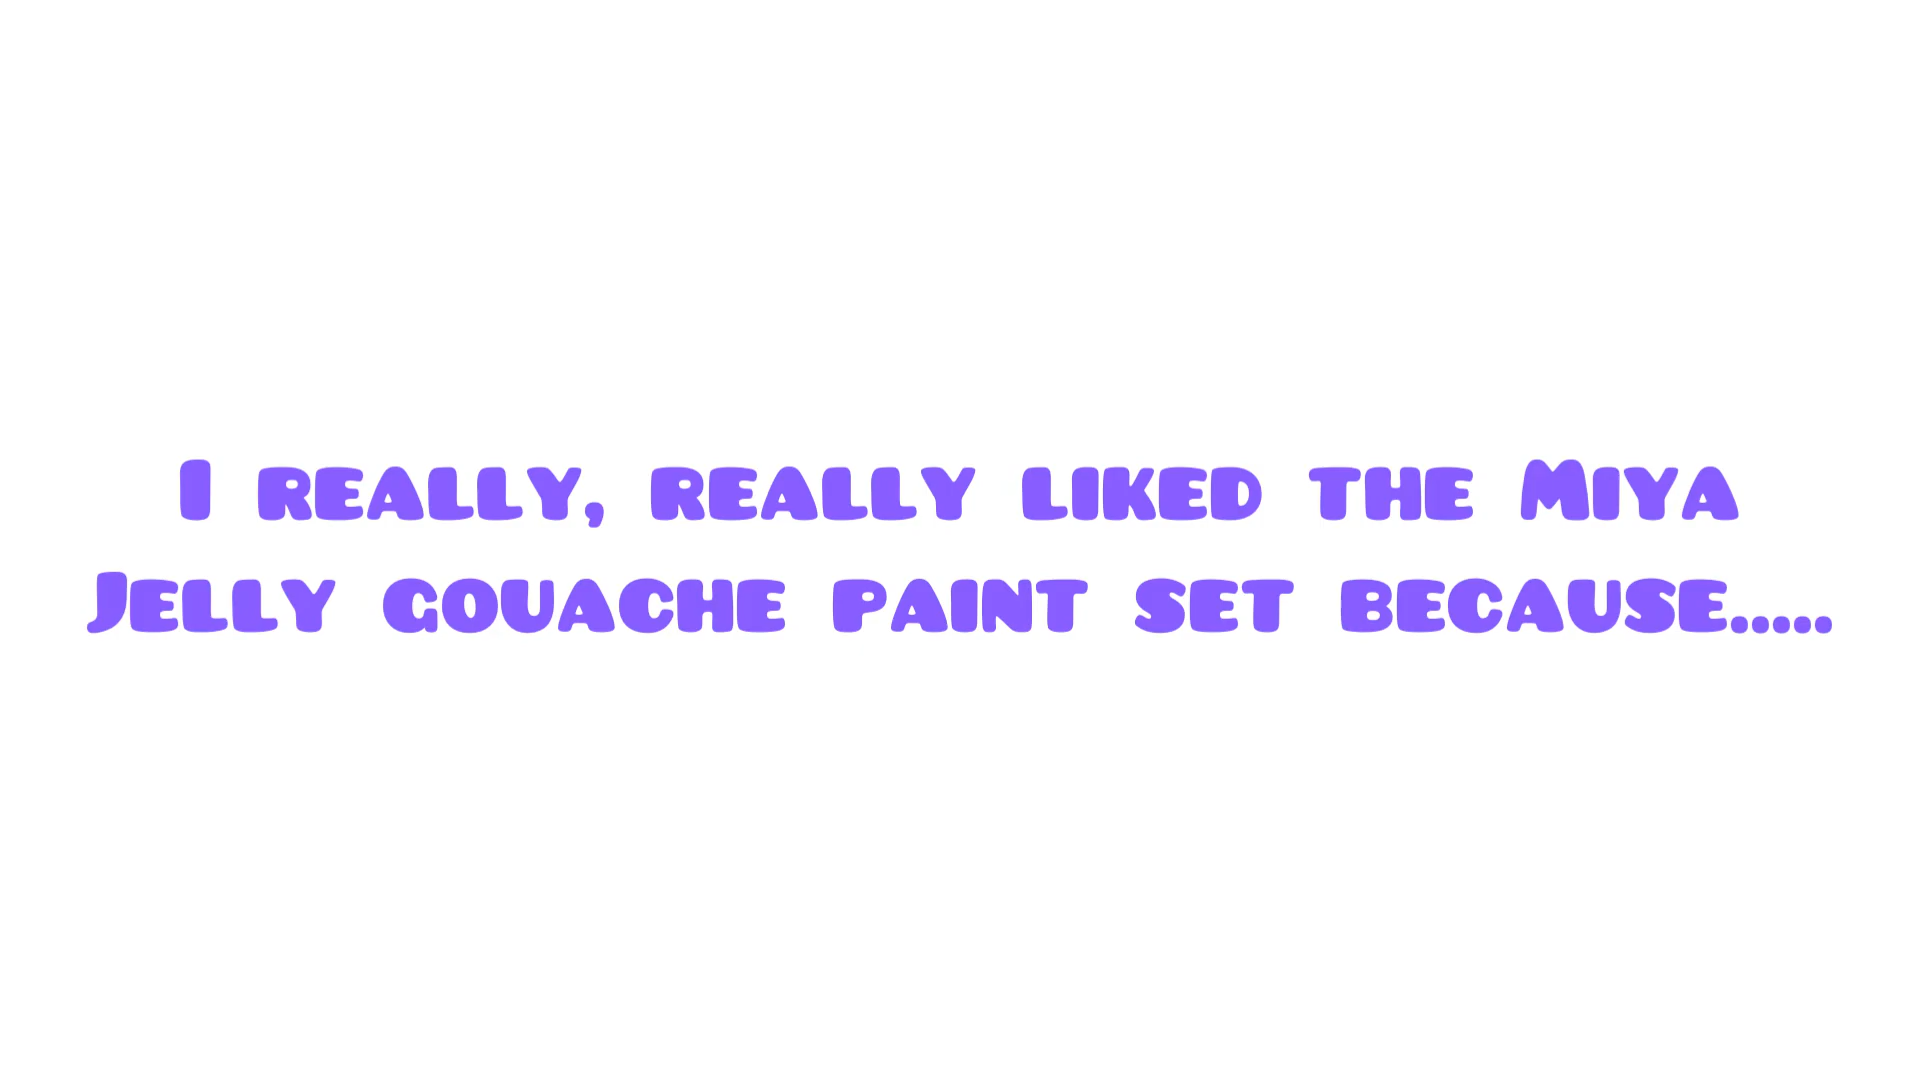 I really, really liked the Miya
Jelly gouache paint set because.....